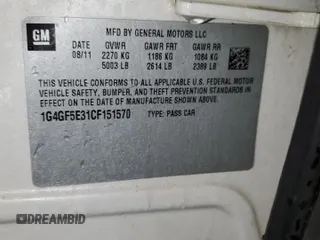 GM
MFD BY GENERAL MOTORS LLC
DATE GVWR GAWR FRT GAWR RR
08/11 2270 KG 1186 KG 1084 KG
5003 LB 2614 LB 2389 LB
THIS VEHICLE CONFORMS TO ALL APPLICABLE U.S. FEDERAL MOTOR
VEHICLE SAFETY, BUMPER, AND THEFT PREVENTION STANDARDS IN
EFFECT ON THE DATE OF MANUFACTURE SHOWN ABOVE.
1G4GF5E31CF151570 TYPE: PASS CAR
DREAMBID